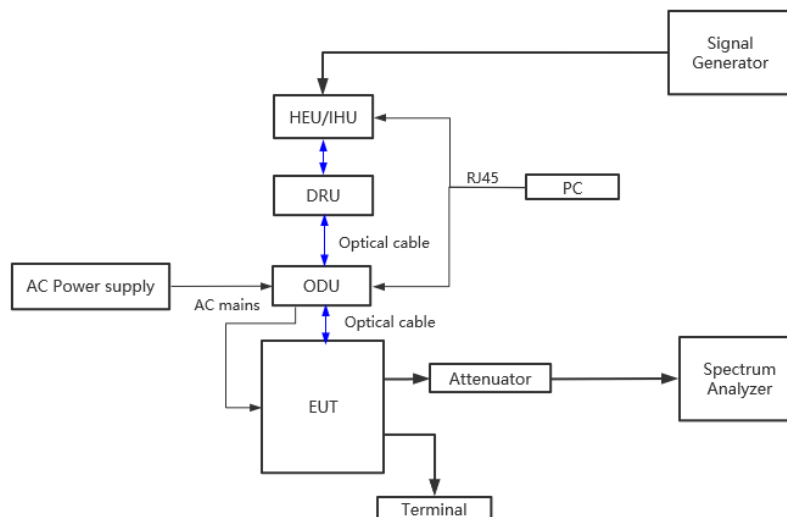 Signal
Generator
HEU/IHU
RJ45
PC
DRU
Optical cable
AC Power supply
ODU
AC mains
Optical cable
EUT
Attenuator
Spectrum
Analyzer
Terminal